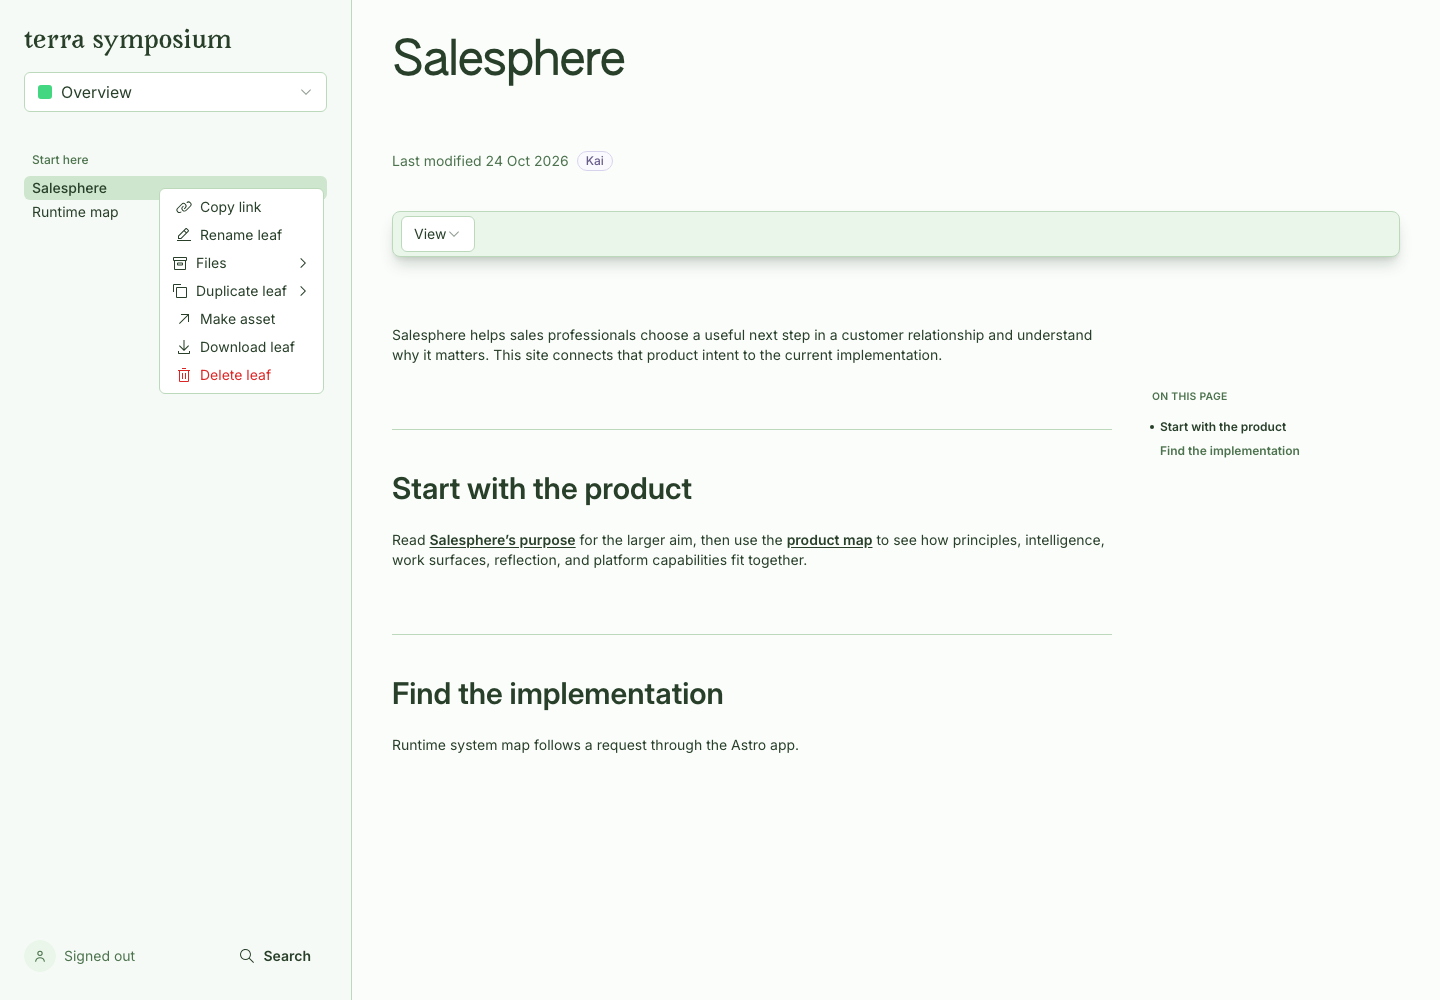 terra symposium
Overview
Start here
Salesphere
Runtime map
Copy link
Rename leaf
Files
Duplicate leaf
Make asset
Download leaf
Delete leaf
Signed out
Search
Salesphere
Last modified 24 Oct 2026 Kai
View
Salesphere helps sales professionals choose a useful next step in a customer relationship and understand
why it matters. This site connects that product intent to the current implementation.
Start with the product
Read Salesphere’s purpose for the larger aim, then use the product map to see how principles, intelligence,
work surfaces, reflection, and platform capabilities fit together.
Find the implementation
Runtime system map follows a request through the Astro app.
ON THIS PAGE
Start with the product
Find the implementation